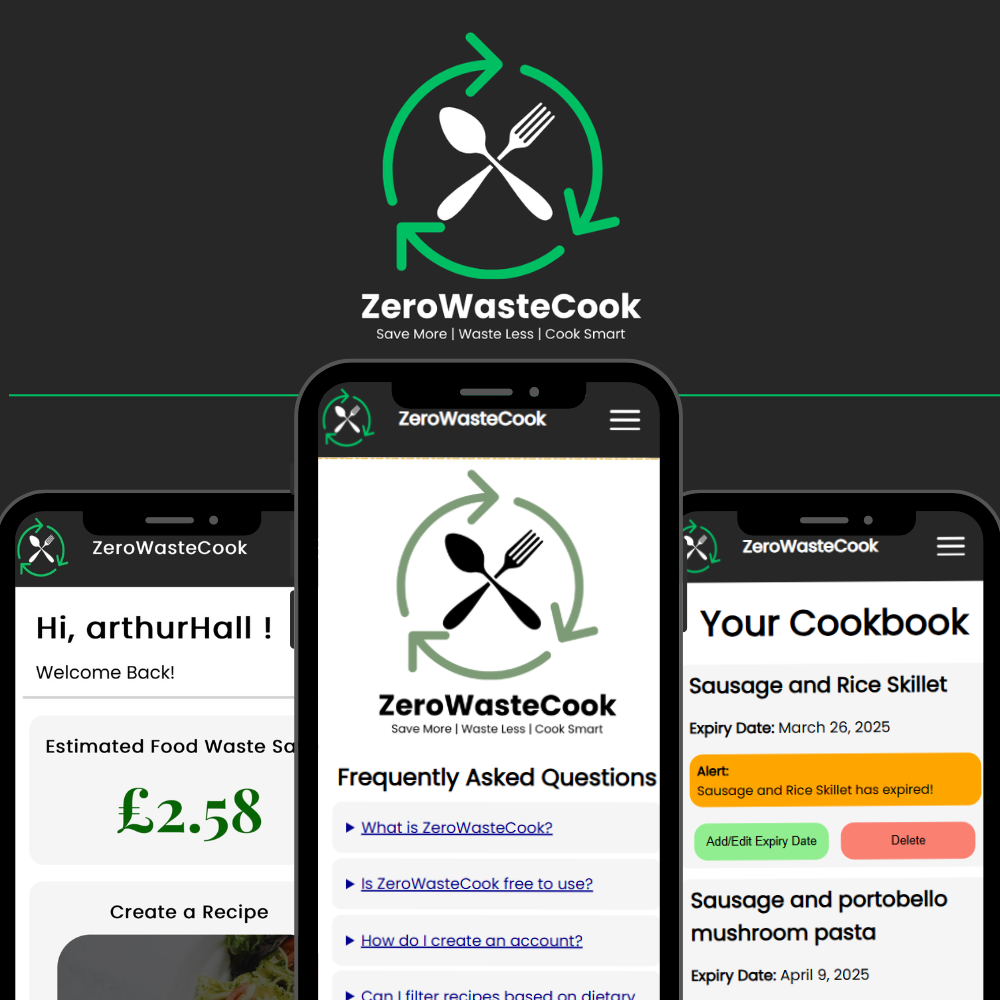 ZeroWasteCook
Save More | Waste Less | Cook Smart
ZeroWasteCook
Hi, arthurHall !
Welcome Back!
Estimated Food Waste Sa
£2.58
Create a Recipe
ZeroWasteCook
ZeroWasteCook
Save More | Waste Less | Cook Smart
Frequently Asked Questions
What is ZeroWasteCook?
Is ZeroWasteCook free to use?
How do I create an account?
Can I filter recipes based on dietary
ZeroWasteCook
Your Cookbook
Sausage and Rice Skillet
Expiry Date: March 26, 2025
Alert:
Sausage and Rice Skillet has expired!
Add/Edit Expiry Date
Delete
Sausage and portobello
mushroom pasta
Expiry Date: April 9, 2025